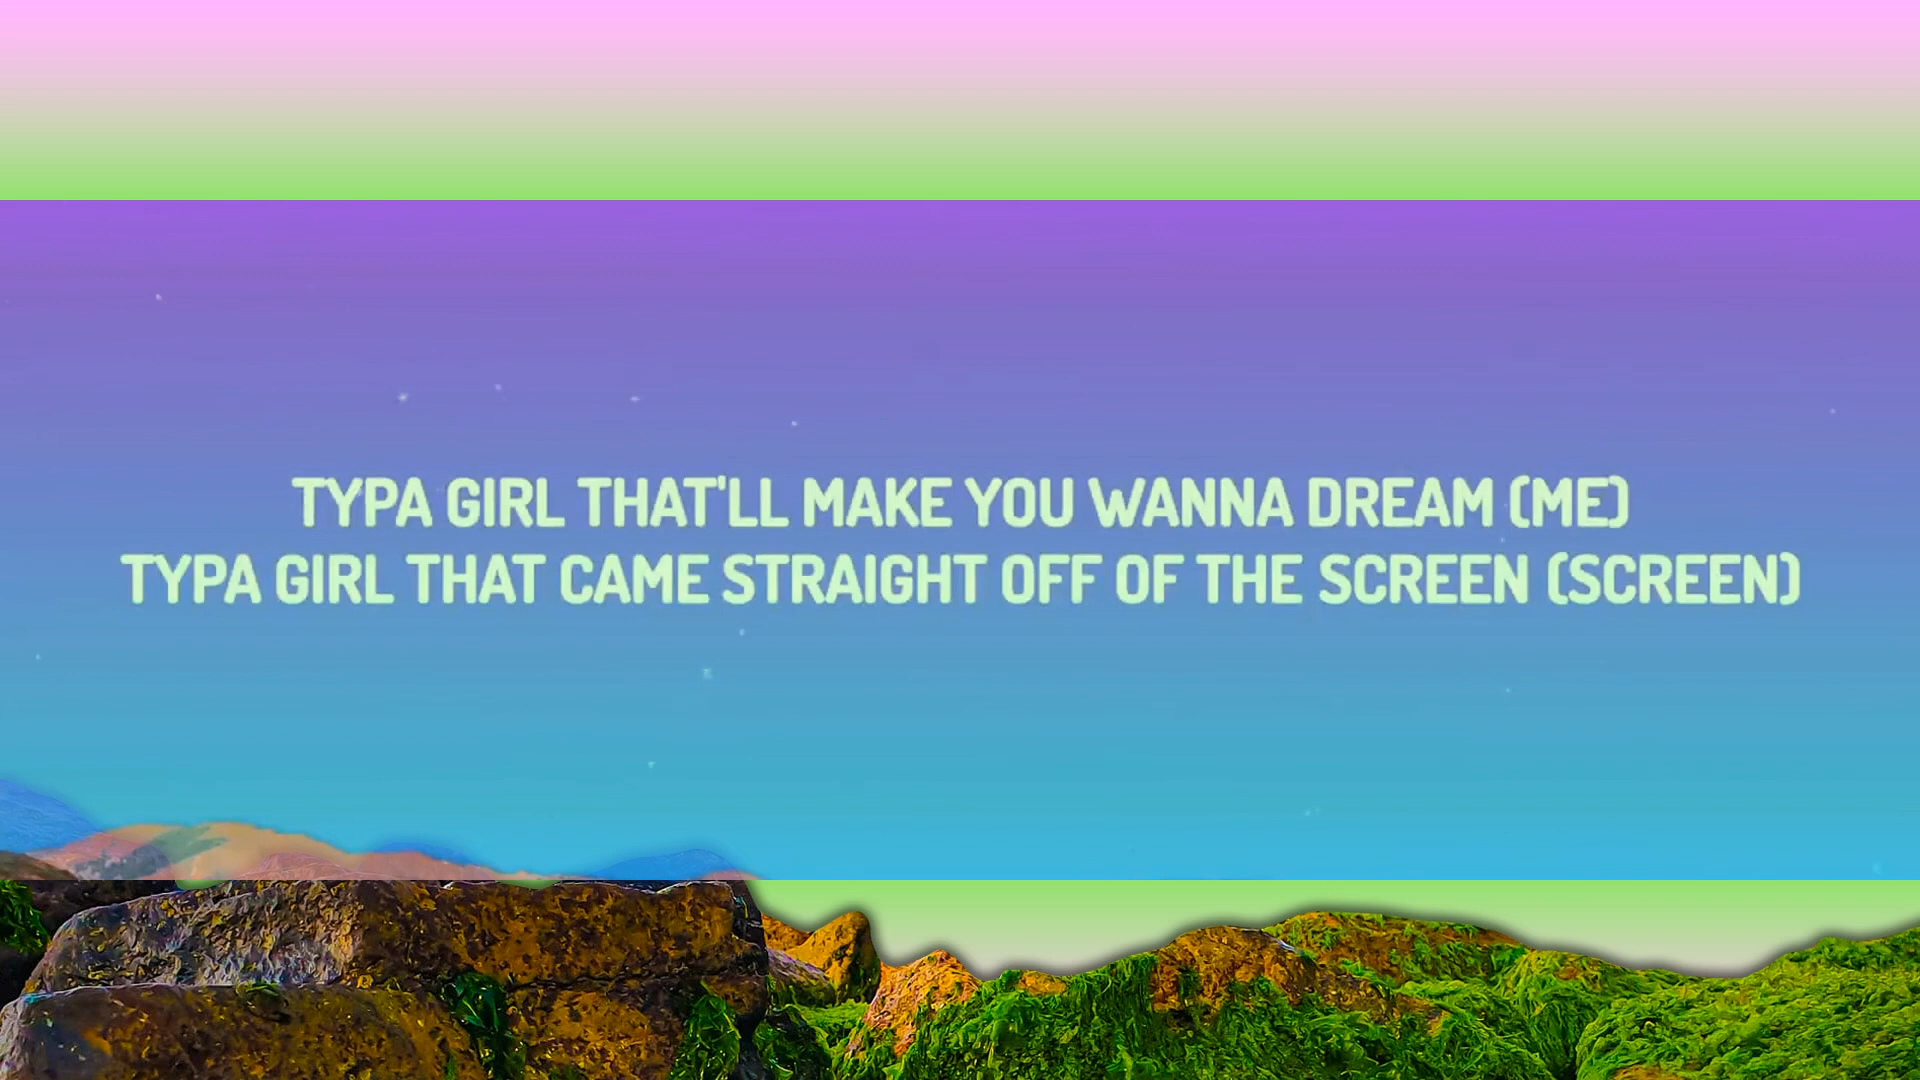 TYPA GIRL THAT'LL MAKE YOU WANNA DREAM (ME)
TYPA GIRL THAT CAME STRAIGHT OFF OF THE SCREEN (SCREEN)